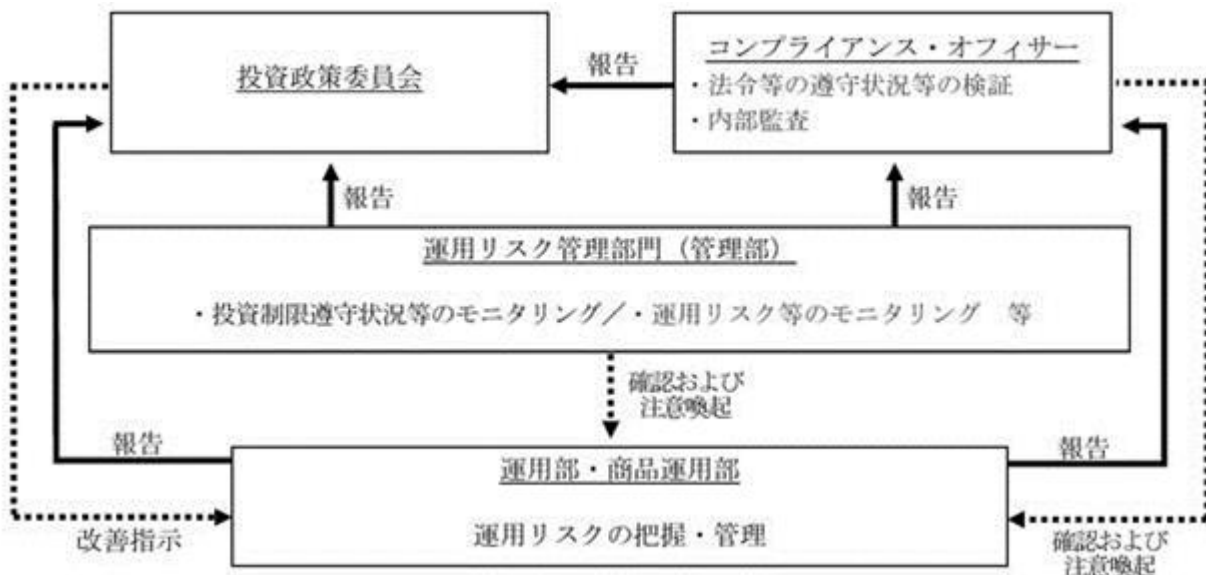 投資政策委員会
報告
コンプライアンス・オフィサー
・法令等の遵守状況等の検証
・内部監査
報告
報告
運用リスク管理部門（管理部）
・投資制限遵守状況等のモニタリング／・運用リスク等のモニタリング　等
確認および
注意喚起
報告
報告
運用部・商品運用部
運用リスクの把握・管理
改善指示
確認および
注意喚起